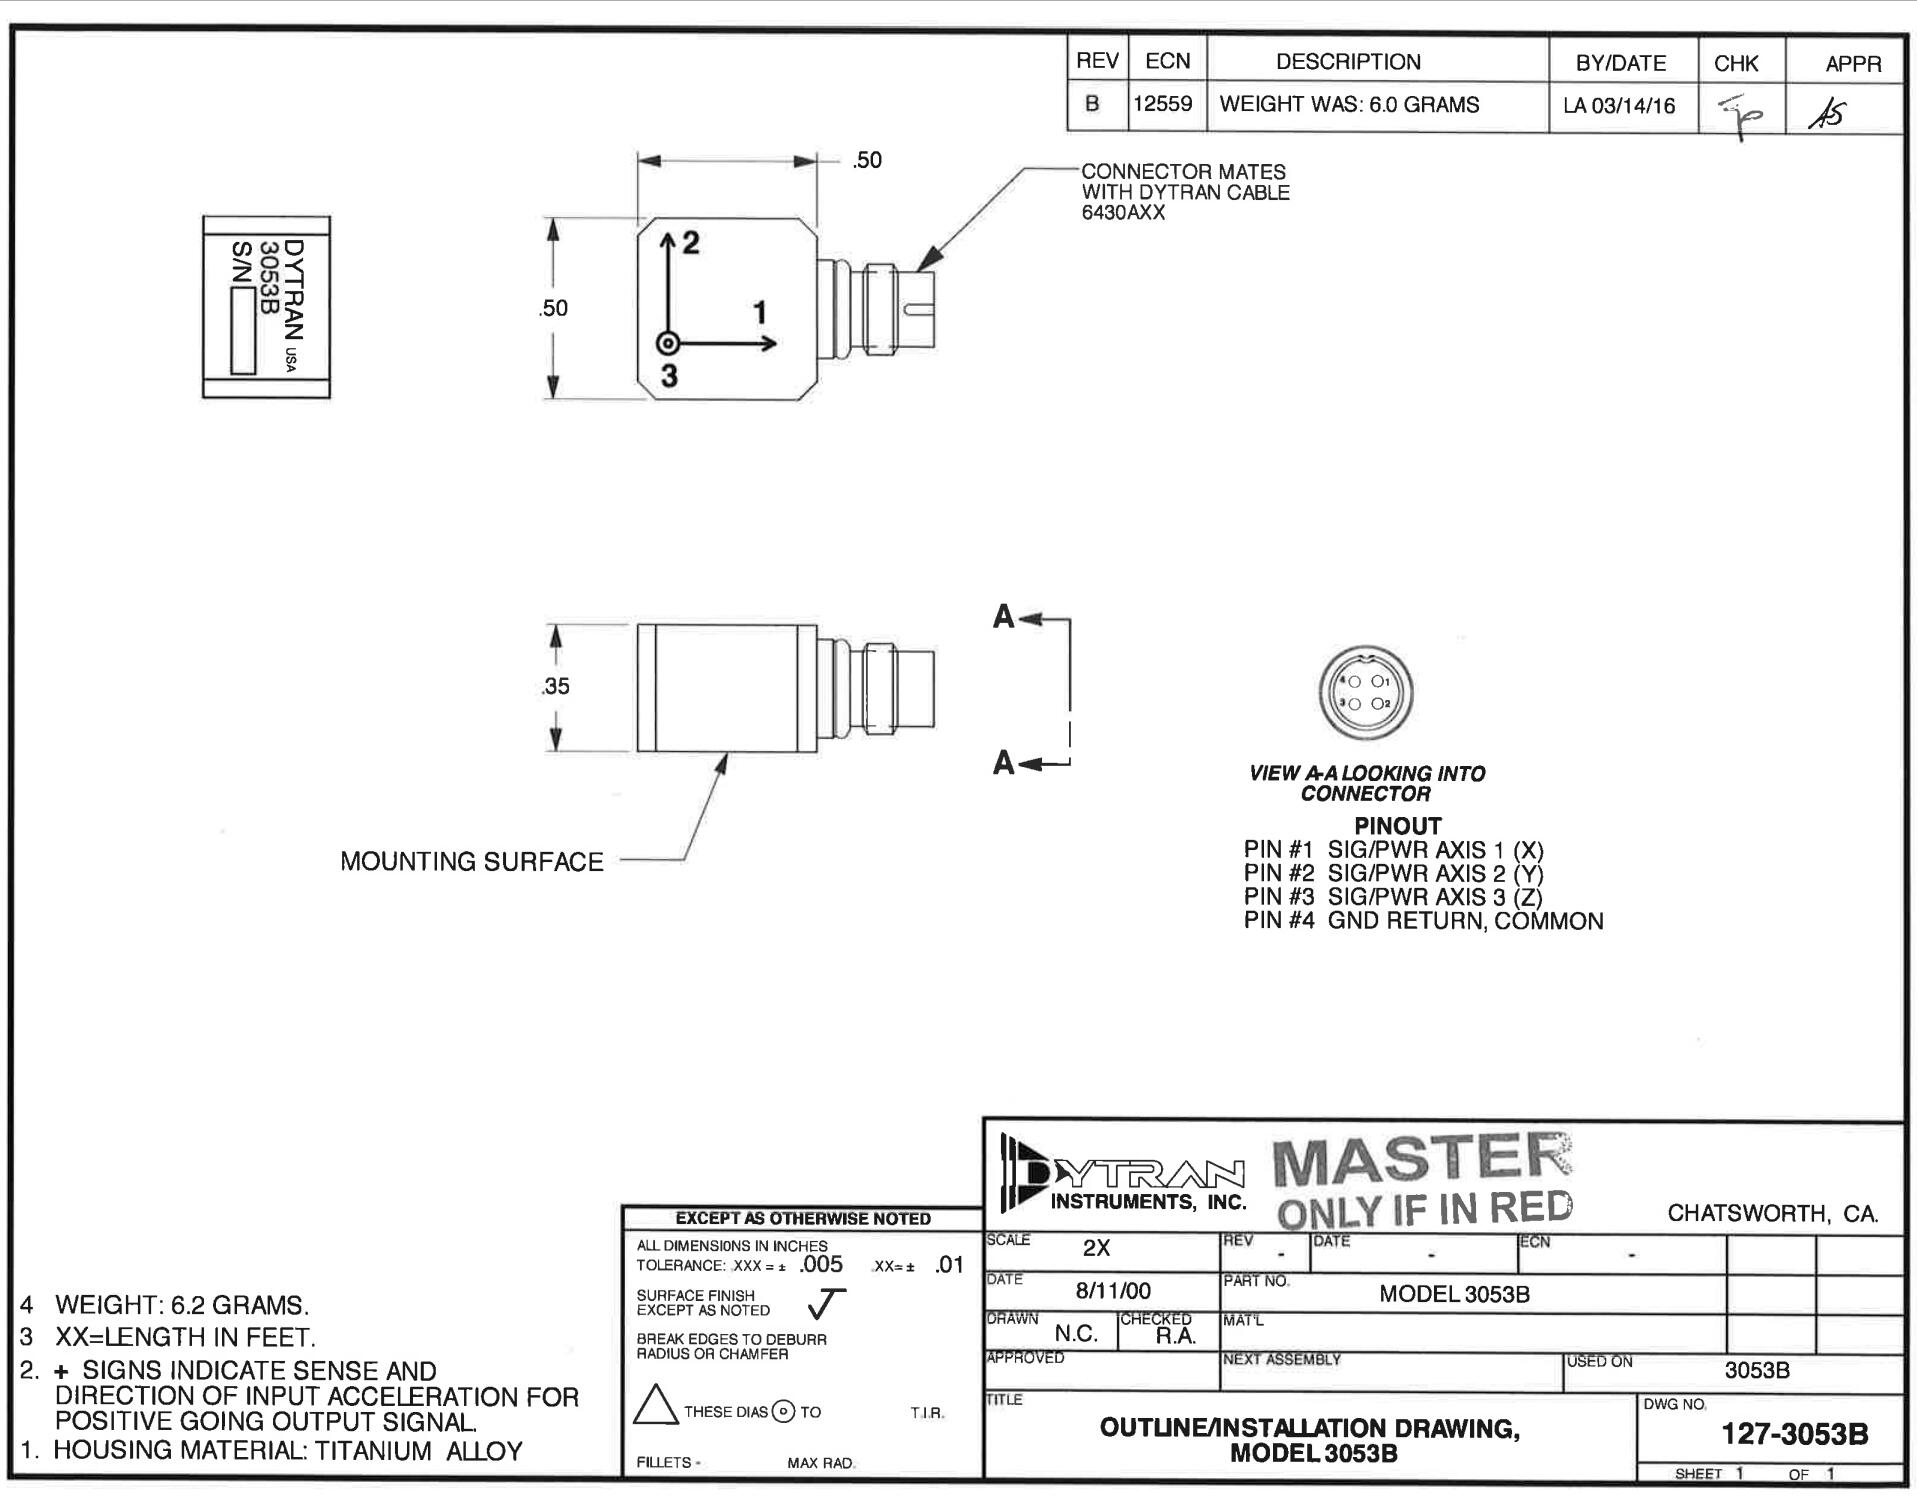 REV ECN DESCRIPTION BY/DATE CHK APPR
B 12559 WEIGHT WAS: 6.0 GRAMS LA 03/14/16
.50
CONNECTOR MATES
WITH DYTRAN CABLE
6430AXX
DYTRAN USA
3053B
S/N
2
.50
1
3
A
.35
A
4 1
3 2
VIEW A-A LOOKING INTO
CONNECTOR
MOUNTING SURFACE
PINOUT
PIN #1 SIG/PWR AXIS 1 (X)
PIN #2 SIG/PWR AXIS 2 (Y)
PIN #3 SIG/PWR AXIS 3 (Z)
PIN #4 GND RETURN, COMMON
4 WEIGHT: 6.2 GRAMS.
3 XX=LENGTH IN FEET.
2. + SIGNS INDICATE SENSE AND
DIRECTION OF INPUT ACCELERATION FOR
POSITIVE GOING OUTPUT SIGNAL.
1. HOUSING MATERIAL: TITANIUM ALLOY
EXCEPT AS OTHERWISE NOTED
ALL DIMENSIONS IN INCHES
TOLERANCE: .XXX = ± .005 .XX= ± .01
SURFACE FINISH
EXCEPT AS NOTED
BREAK EDGES TO DEBURR
RADIUS OR CHAMFER
THESE DIAS TO T.I.R.
FILLETS - MAX RAD.
DYTRAN
INSTRUMENTS, INC.
MASTER
ONLY IF IN RED
CHATSWORTH, CA.
SCALE 2X REV - DATE - ECN -
DATE 8/11/00 PART NO. MODEL 3053B
DRAWN N.C. CHECKED R.A. MAT'L
APPROVED NEXT ASSEMBLY USED ON 3053B
TITLE
OUTLINE/INSTALLATION DRAWING,
MODEL 3053B
DWG NO.
127-3053B
SHEET 1 OF 1